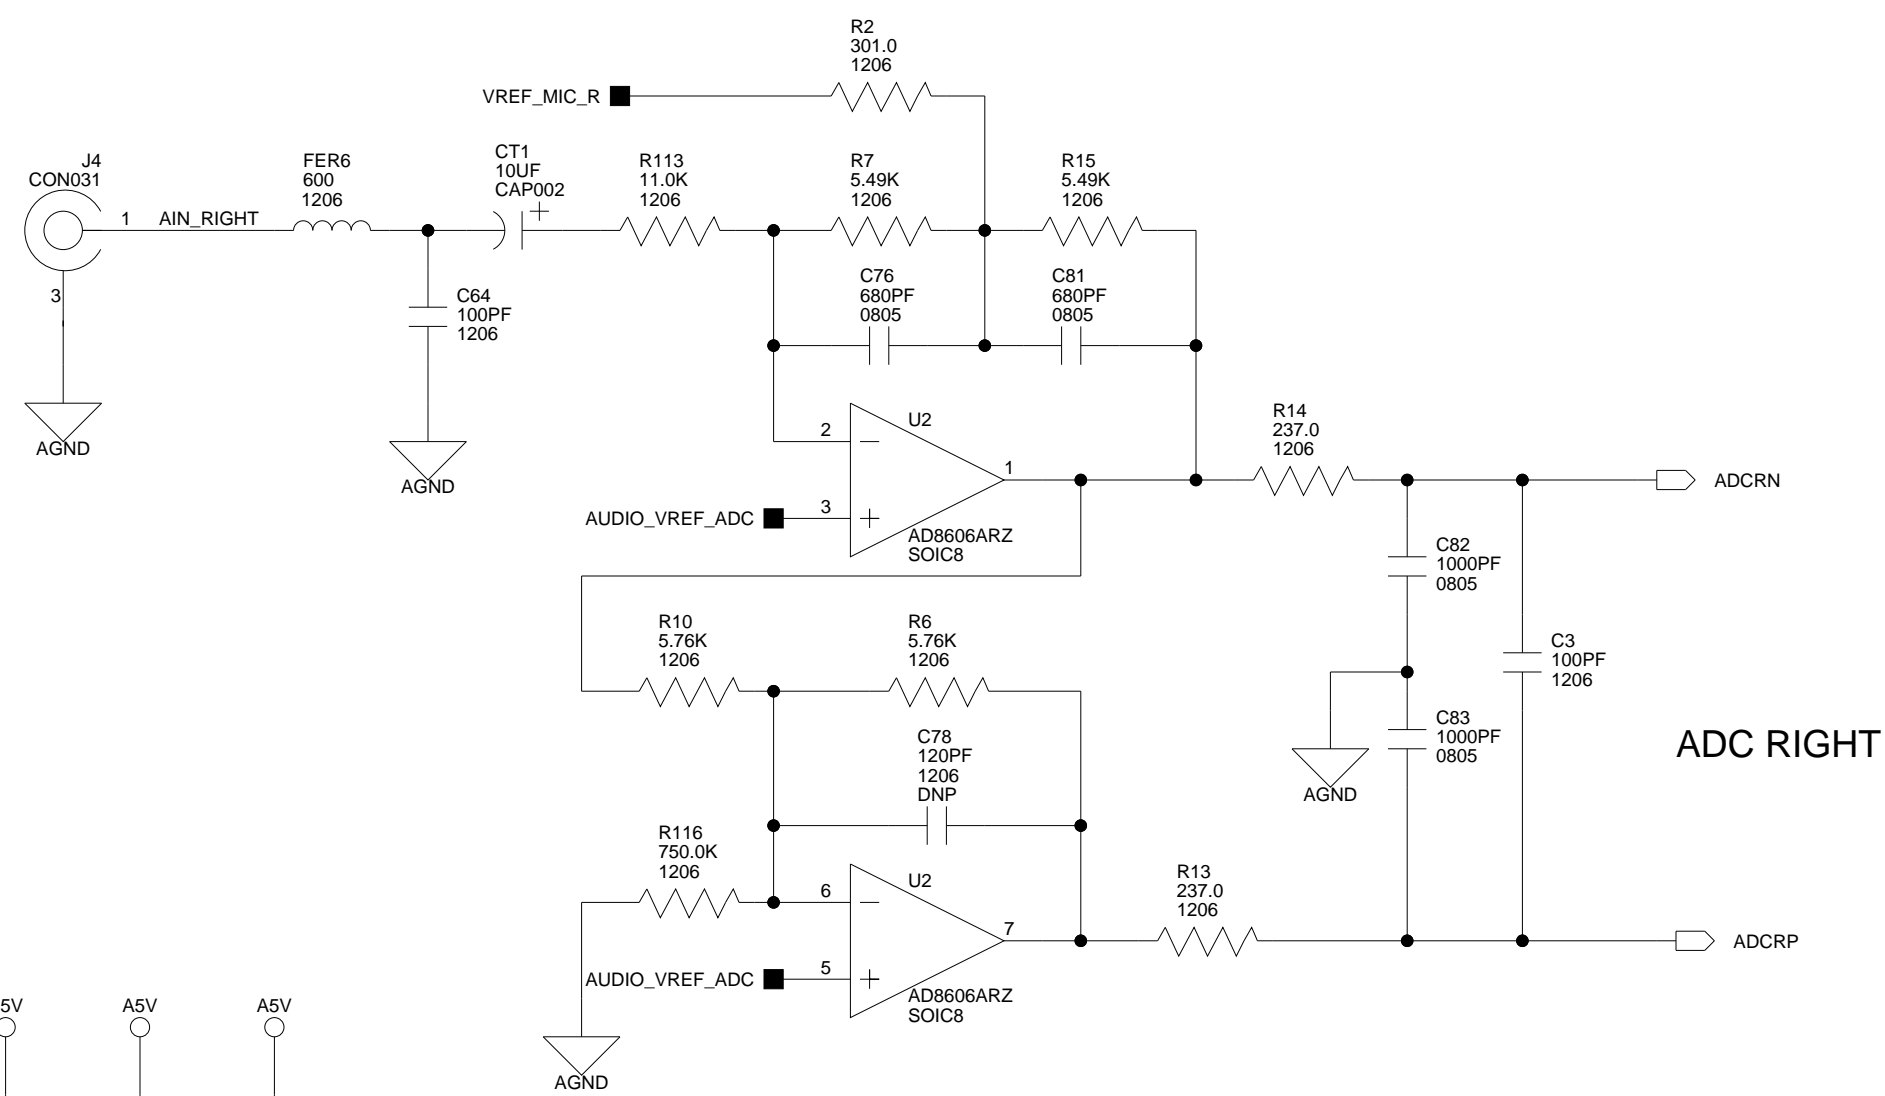 R2
301.0
1206
VREF_MIC_R
J4
CON031
1
AIN_RIGHT
3
AGND
FER6
600
1206
CT1
10UF
CAP002
+
C64
100PF
1206
AGND
R113
11.0K
1206
R7
5.49K
1206
R15
5.49K
1206
C76
680PF
0805
C81
680PF
0805
U2
2
1
AUDIO_VREF_ADC
3
AD8606ARZ
SOIC8
R14
237.0
1206
ADCRN
C82
1000PF
0805
C3
100PF
1206
C83
1000PF
0805
AGND
ADC RIGHT
R10
5.76K
1206
R6
5.76K
1206
C78
120PF
1206
DNP
R116
750.0K
1206
U2
6
7
AUDIO_VREF_ADC
5
AD8606ARZ
SOIC8
AGND
R13
237.0
1206
ADCRP
5V
A5V
A5V